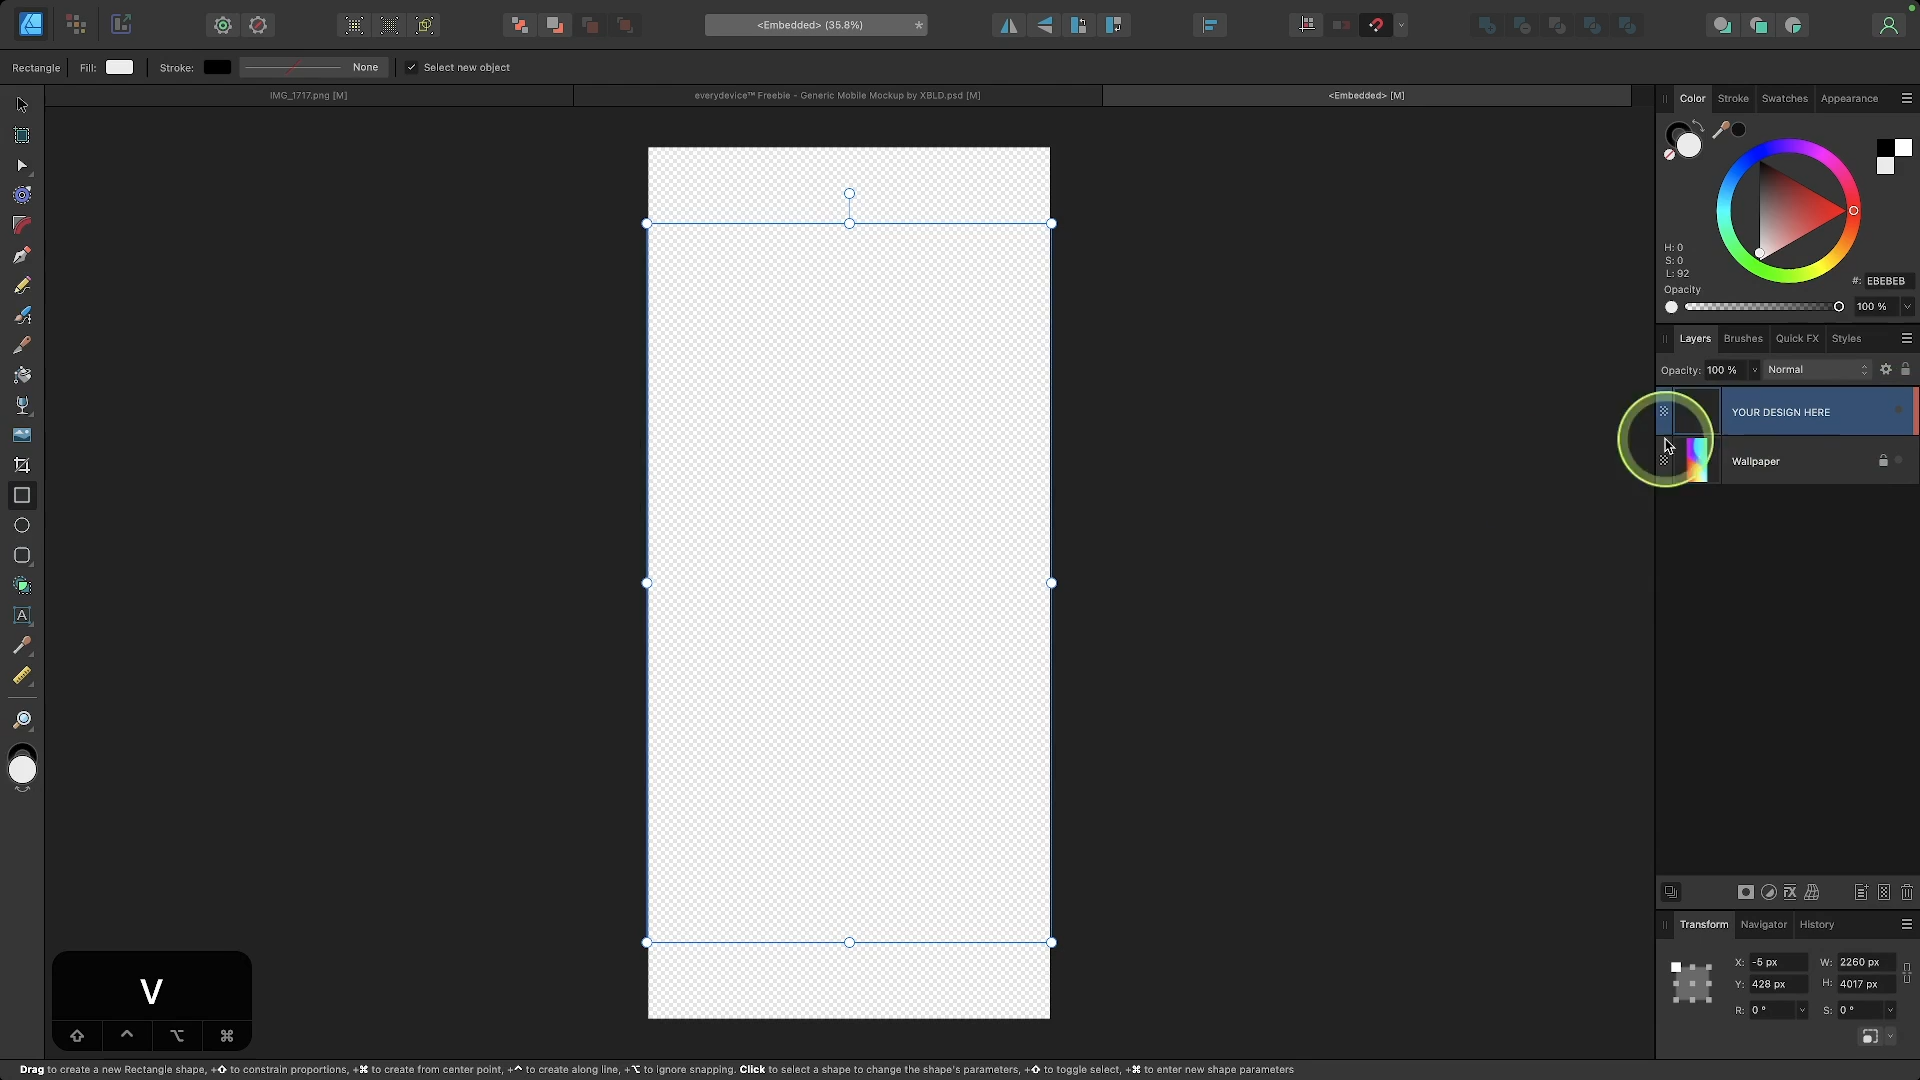 <Embedded> (35.8%)
*
Rectangle
Fill:
Stroke:
None
Select new object
IMG_1717.png [M]
everydevice™ Freebie - Generic Mobile Mockup by XBLD.psd [M]
<Embedded> [M]
Color
Stroke
Swatches
Appearance
H: 0
S: 0
L: 92
#: EBEBEB
Opacity
100 %
Layers
Brushes
Quick FX
Styles
Opacity: 100 %
Normal
YOUR DESIGN HERE
Wallpaper
Transform
Navigator
History
X: -5 px
W: 2260 px
Y: 428 px
H: 4017 px
R: 0 °
S: 0 °
V
⇧ ^ ⌥ ⌘
Drag to create a new Rectangle shape, +⇧ to constrain proportions, +⌘ to create from center point, +^ to create along line, +⌥ to ignore snapping. Click to select a shape to change the shape's parameters, +⇧ to toggle select, +⌘ to enter new shape parameters